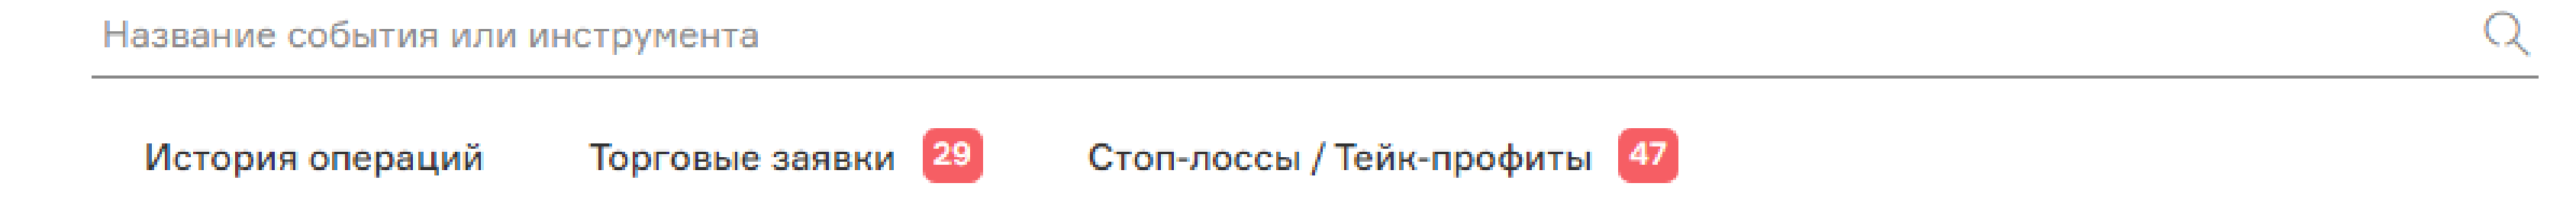 Название события или инструмента
История операций Торговые заявки 29 Стоп-лоссы / Тейк-профиты 47